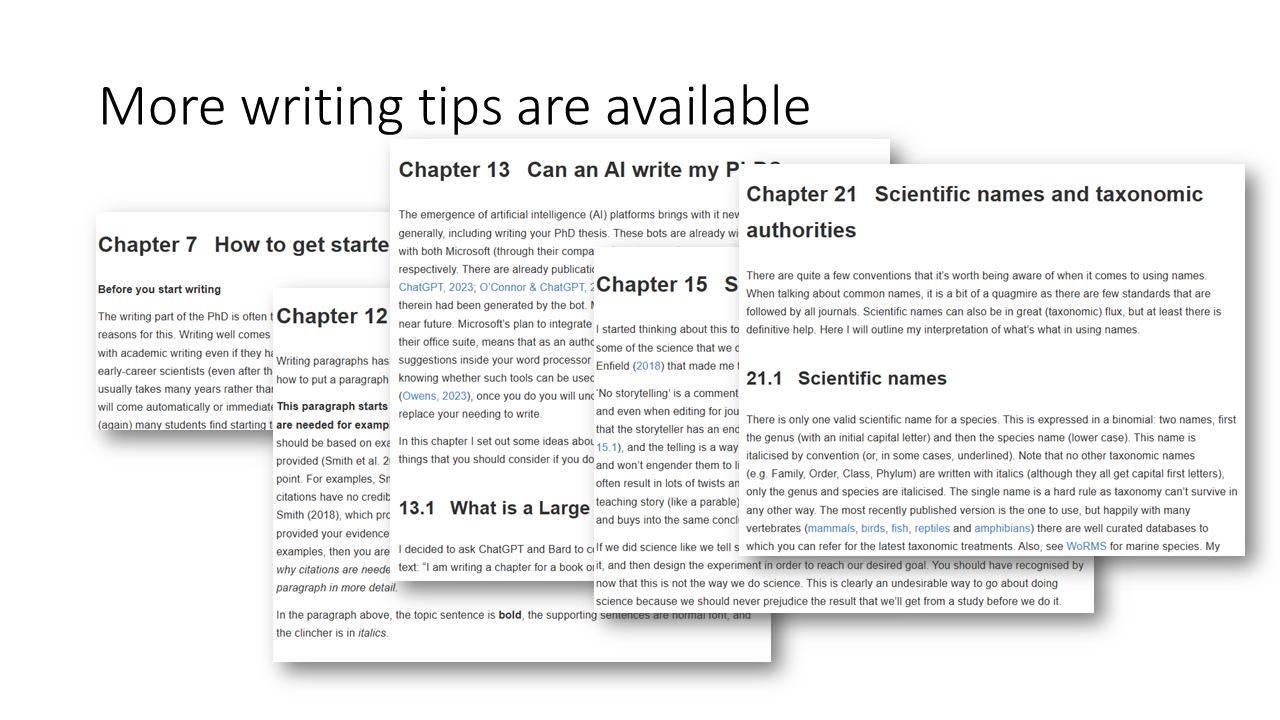 More writing tips are available
Chapter 7 How to get starte
Before you start writing
The writing part of the PhD is often
reasons for this. Writing well comes
with academic writing even if they
early-career scientists (even after th
usually takes many years rather than
will come automatically or immediate
(again) many students find starting
Chapter 12
Writing paragraphs has
how to put a paragraph
This paragraph starts
are needed for examp
should be based on exa
provided (Smith et al. 2
point. For examples, Sm
citations have no credib
Smith (2018), which pro
provided your evidence
examples, then you are
why citations are neede
paragraph in more detail.
In the paragraph above, the topic sentence is bold, the supporting sentences are normal font, and
the clincher is in italics.
Chapter 13 Can an AI write my PhD?
The emergence of artificial intelligence (AI) platforms brings with it new
generally, including writing your PhD thesis. These bots are already wi
with both Microsoft (through their compa
respectively. There are already publicatio
ChatGPT, 2023; O'Connor & ChatGPT, 2
therein had been generated by the bot.
near future. Microsoft's plan to integrate
their office suite, means that as an autho
suggestions inside your word processor
knowing whether such tools can be used
(Owens, 2023), once you do you will und
replace your needing to write.
In this chapter I set out some ideas abou
things that you should consider if you do
13.1 What is a Large
I decided to ask ChatGPT and Bard to co
text: “I am writing a chapter for a book o
Chapter 15 S
I started thinking about this to
some of the science that we
Enfield (2018) that made me
'No storytelling' is a comment
and even when editing for jou
that the storyteller has an end
15.1), and the telling is a way
and won't engender them to li
often result in lots of twists an
teaching story (like a parable)
and buys into the same concl
If we did science like we tell s
it, and then design the experiment in order to reach our desired goal. You should have recognised by
now that this is not the way we do science. This is clearly an undesirable way to go about doing
science because we should never prejudice the result that we'll get from a study before we do it.
Chapter 21 Scientific names and taxonomic
authorities
There are quite a few conventions that it's worth being aware of when it comes to using names.
When talking about common names, it is a bit of a quagmire as there are few standards that are
followed by all journals. Scientific names can also be in great (taxonomic) flux, but at least there is
definitive help. Here I will outline my interpretation of what's what in using names.
21.1 Scientific names
There is only one valid scientific name for a species. This is expressed in a binomial: two names, first
the genus (with an initial capital letter) and then the species name (lower case). This name is
italicised by convention (or, in some cases, underlined). Note that no other taxonomic names
(e.g. Family, Order, Class, Phylum) are written with italics (although they all get capital first letters),
only the genus and species are italicised. The single name is a hard rule as taxonomy can't survive in
any other way. The most recently published version is the one to use, but happily with many
vertebrates (mammals, birds, fish, reptiles and amphibians) there are well curated databases to
which you can refer for the latest taxonomic treatments. Also, see WoRMS for marine species. My